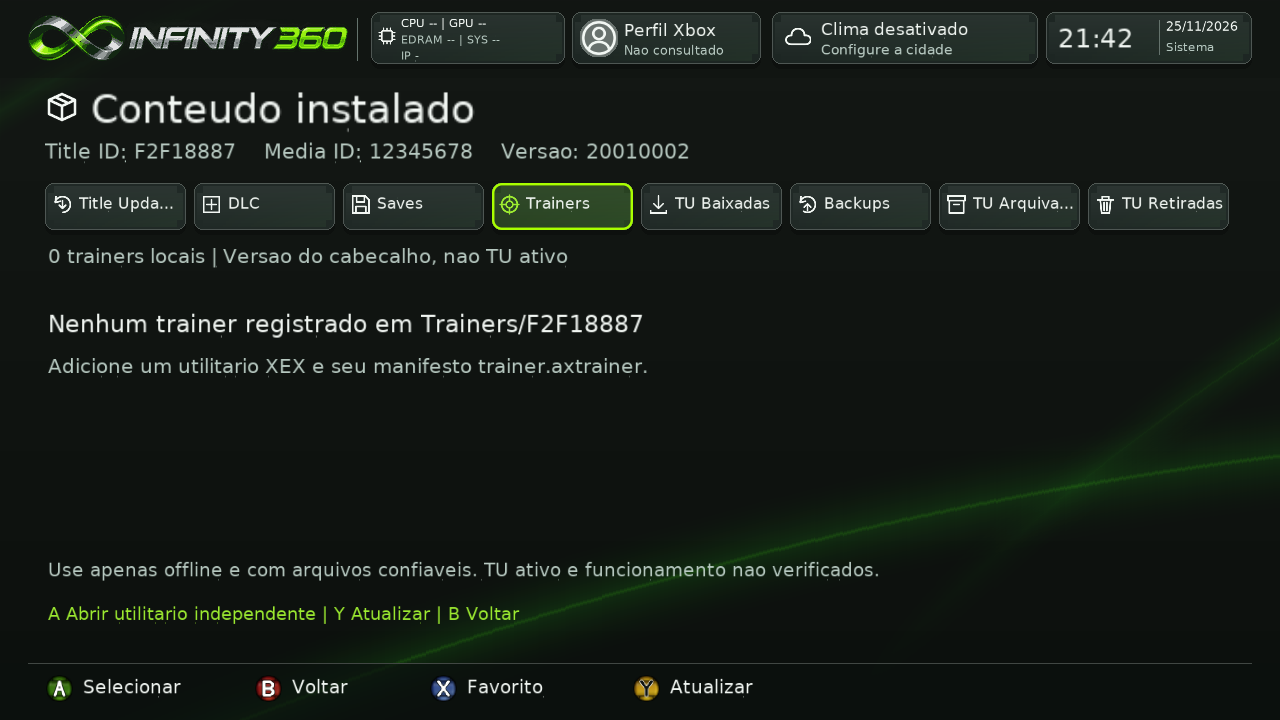 INFINITY 360
CPU -- | GPU --
EDRAM -- | SYS --
IP -
Perfil Xbox
Nao consultado
Clima desativado
Configure a cidade
21:42
25/11/2026
Sistema
Conteudo instalado
Title ID: F2F18887 Media ID: 12345678 Versao: 20010002
Title Upda... DLC Saves Trainers TU Baixadas Backups TU Arquiva... TU Retiradas
0 trainers locais | Versao do cabecalho, nao TU ativo
Nenhum trainer registrado em Trainers/F2F18887
Adicione um utilitario XEX e seu manifesto trainer.axtrainer.
Use apenas offline e com arquivos confiaveis. TU ativo e funcionamento nao verificados.
A Abrir utilitario independente | Y Atualizar | B Voltar
A Selecionar B Voltar X Favorito Y Atualizar